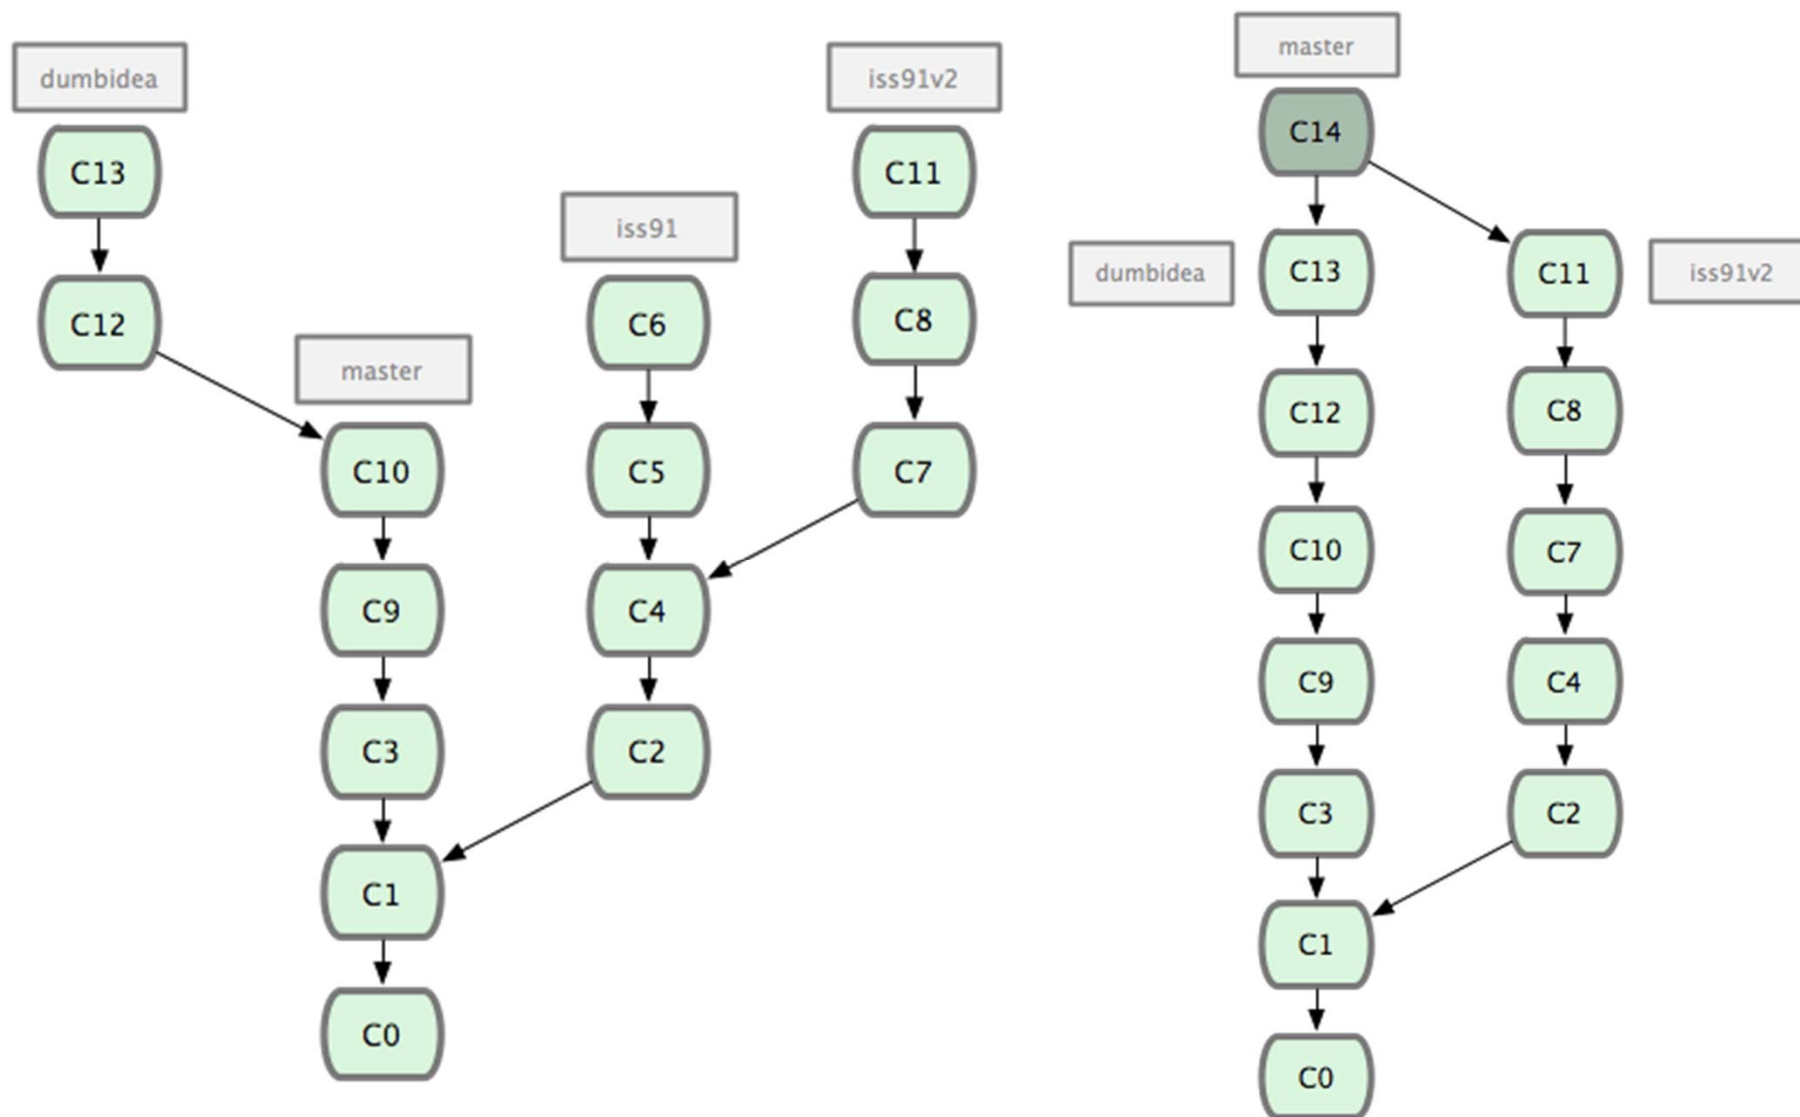 dumbidea
C13
C12
master
C10
C9
C3
C1
C0
iss91
C6
C5
C4
C2
iss91v2
C11
C8
C7
master
C14
dumbidea
C13
C12
C10
C9
C3
C1
C0
C11
iss91v2
C8
C7
C4
C2